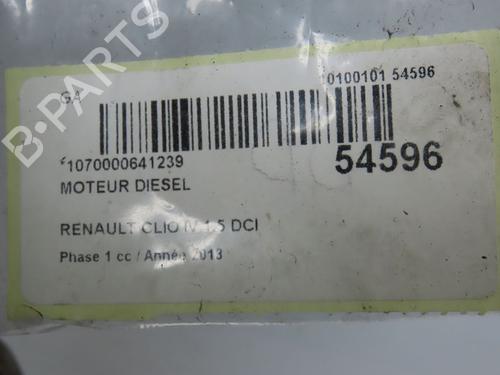 B-PARTS
GA
0100101 54596
*1070000641239
54596
MOTEUR DIESEL
RENAULT CLIO IV 1.5 DCI
Phase 1 cc / Année 2013